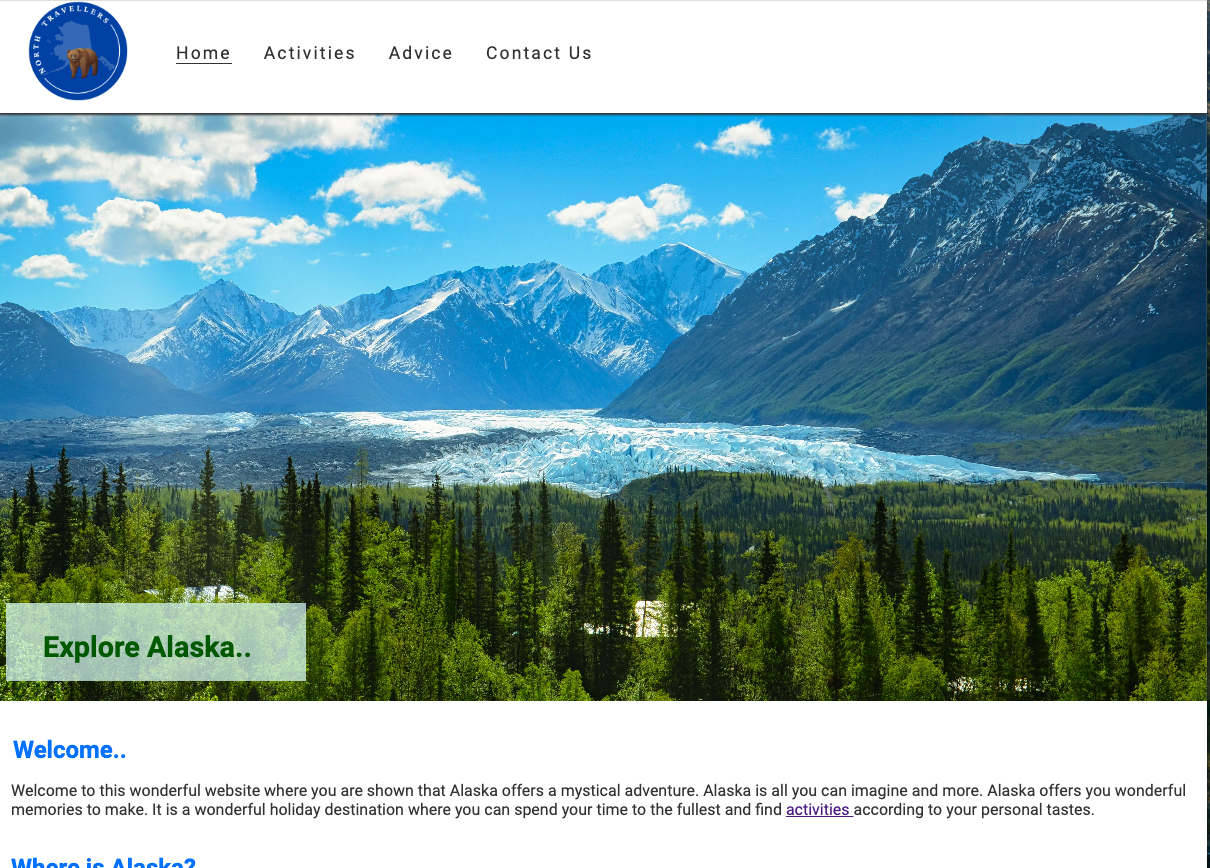 NORTH TRAVELLERS
Home Activities Advice Contact Us
Explore Alaska..
Welcome..
Welcome to this wonderful website where you are shown that Alaska offers a mystical adventure. Alaska is all you can imagine and more. Alaska offers you wonderful
memories to make. It is a wonderful holiday destination where you can spend your time to the fullest and find activities according to your personal tastes.
Where is Alaska?